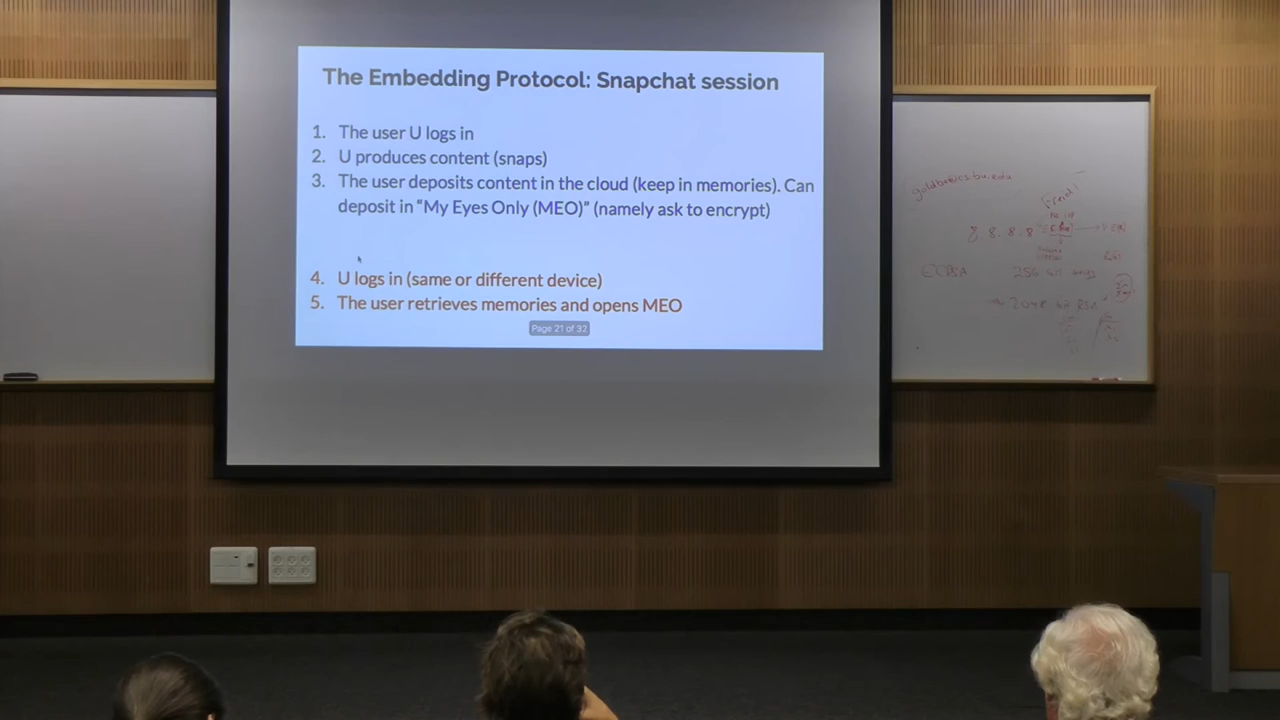 The Embedding Protocol: Snapchat session
1. The user U logs in
2. U produces content (snaps)
3. The user deposits content in the cloud (keep in memories). Can
deposit in “My Eyes Only (MEO)” (namely ask to encrypt)
4. U logs in (same or different device)
5. The user retrieves memories and opens MEO
Page 21 of 32
8.8.8.8
256 bit
2048